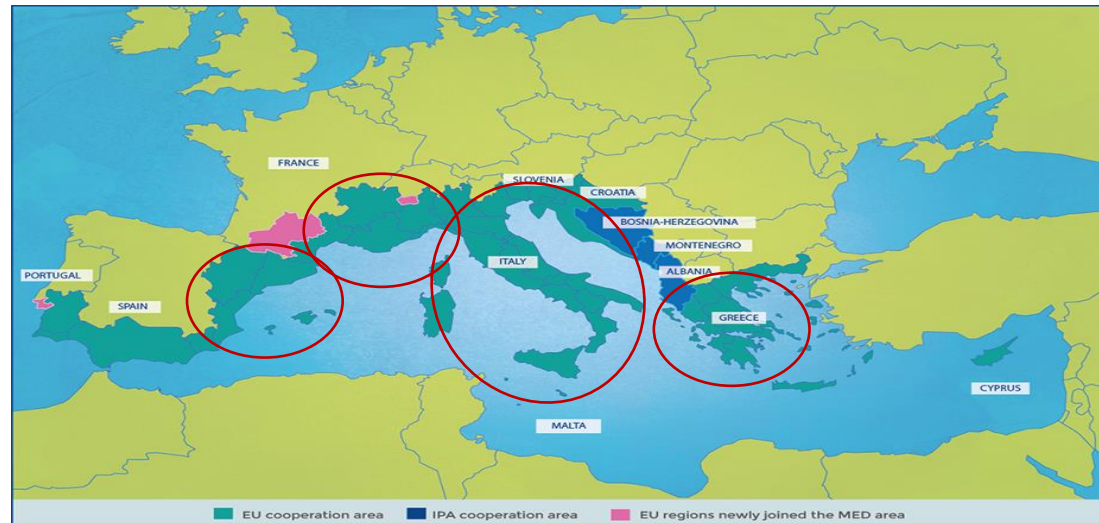 FRANCE
SLOVENIA
CROATIA
BOSNIA-HERZEGOVINA
MONTENEGRO
ITALY
ALBANIA
PORTUGAL
SPAIN
GREECE
CYPRUS
MALTA
EU cooperation area IPA cooperation area EU regions newly joined the MED area